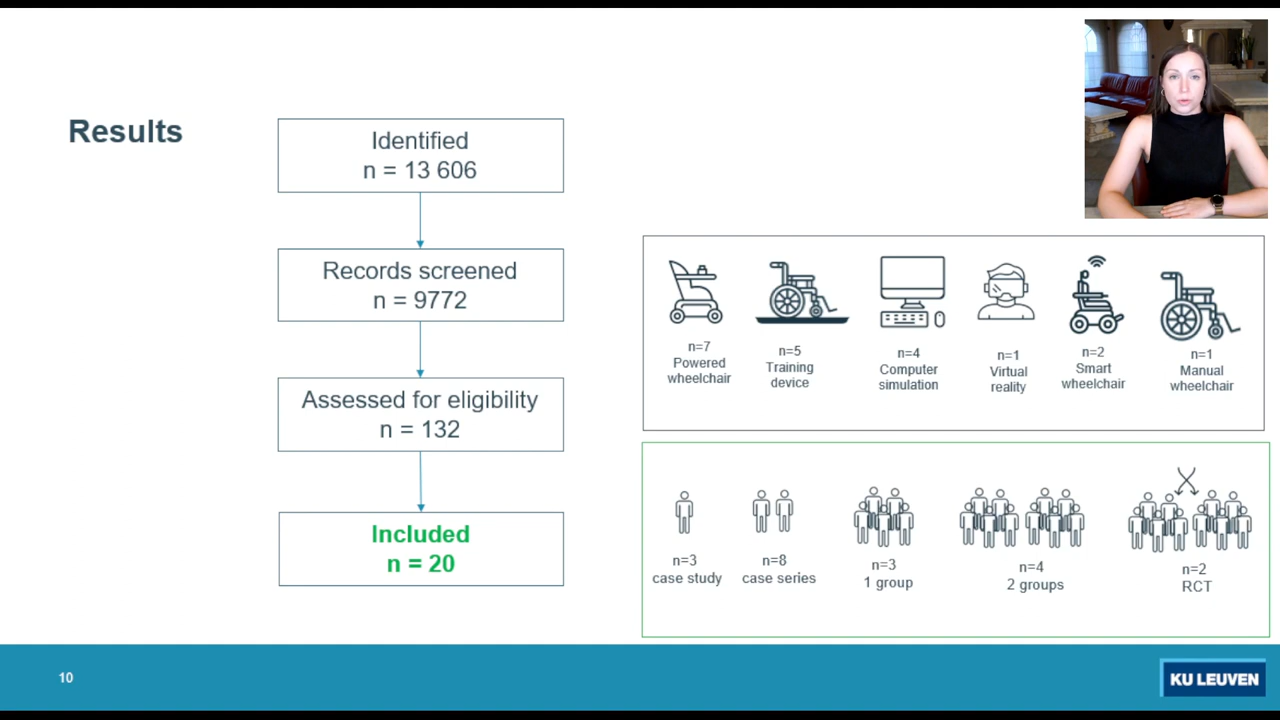 Results
Identified
n = 13 606
Records screened
n = 9772
Assessed for eligibility
n = 132
Included
n = 20
n=7
Powered
wheelchair
n=5
Training
device
n=4
Computer
simulation
n=1
Virtual
reality
n=2
Smart
wheelchair
n=1
Manual
wheelchair
n=3
case study
n=8
case series
n=3
1 group
n=4
2 groups
n=2
RCT
10
KU LEUVEN